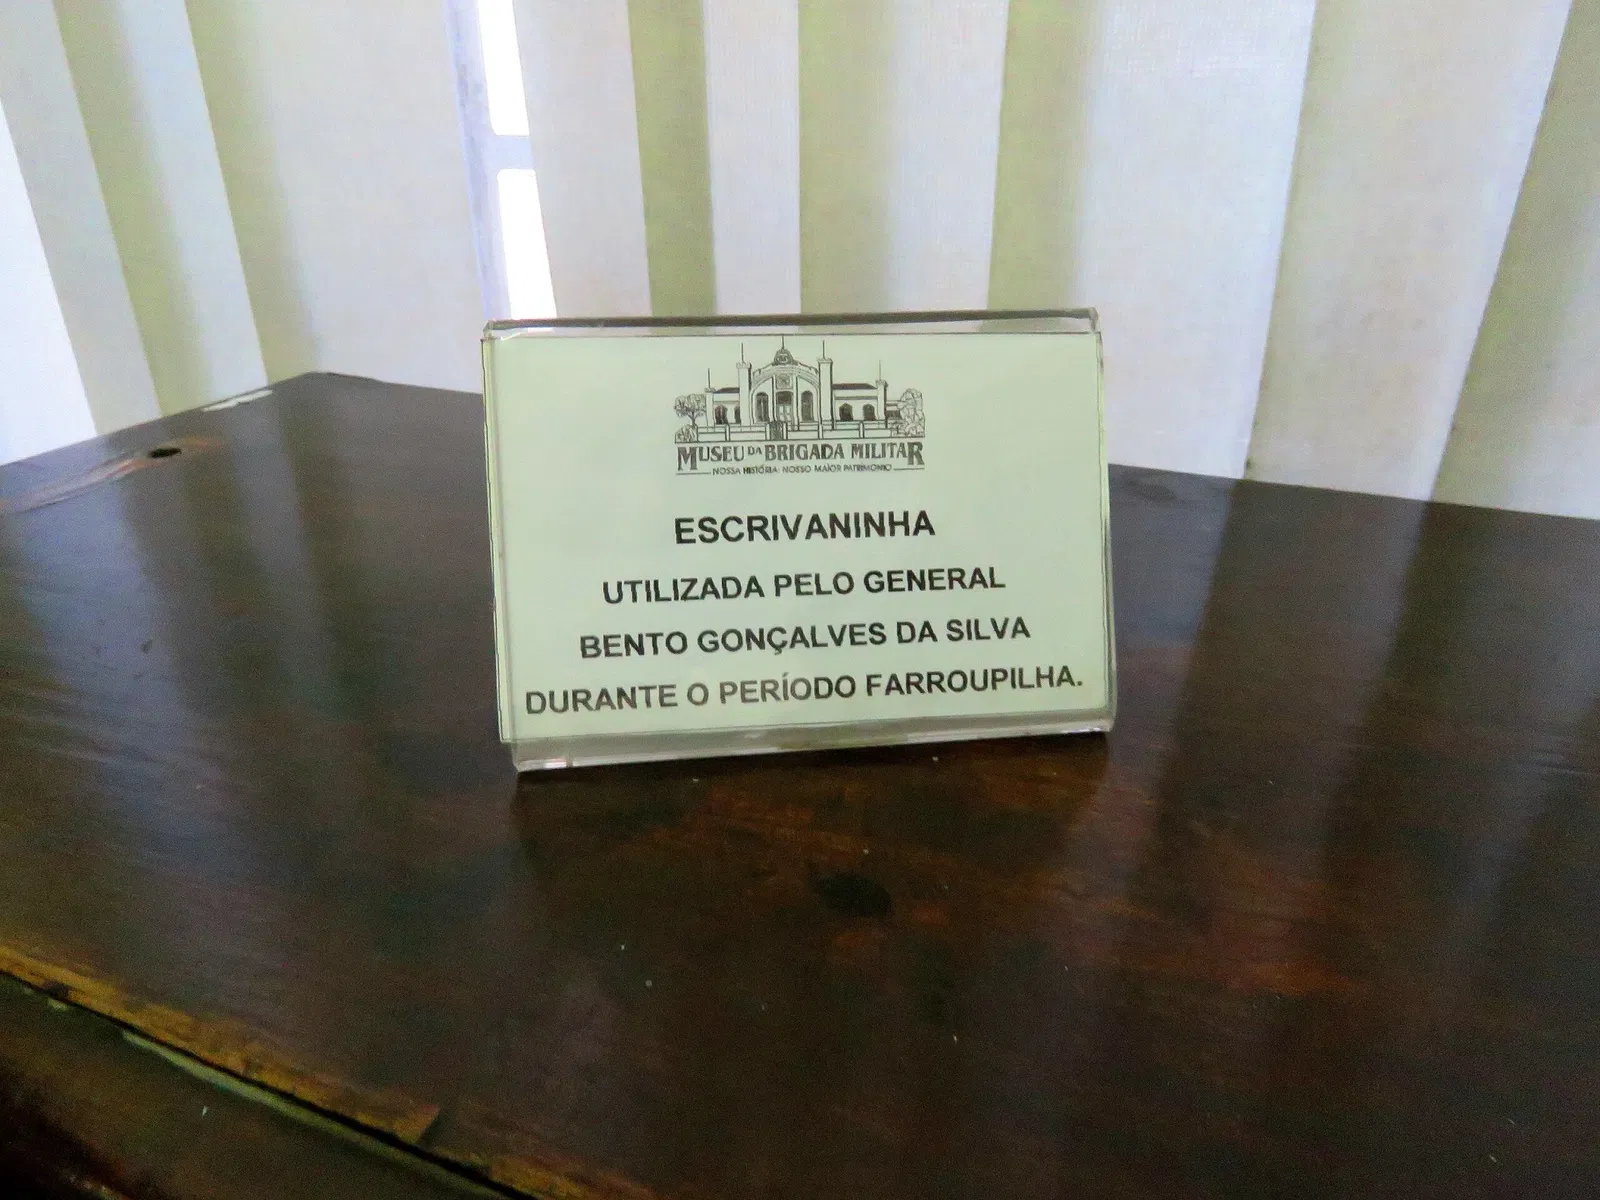 MUSEU DA BRIGADA MILITAR
NOSSA HISTÓRIA: NOSSO MAIOR PATRIMONIO
ESCRIVANINHA
UTILIZADA PELO GENERAL
BENTO GONÇALVES DA SILVA
DURANTE O PERÍODO FARROUPILHA.